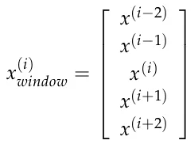 x_{window}^{(i)} = [
x^{(i-2)}
x^{(i-1)}
x^{(i)}
x^{(i+1)}
x^{(i+2)}
]